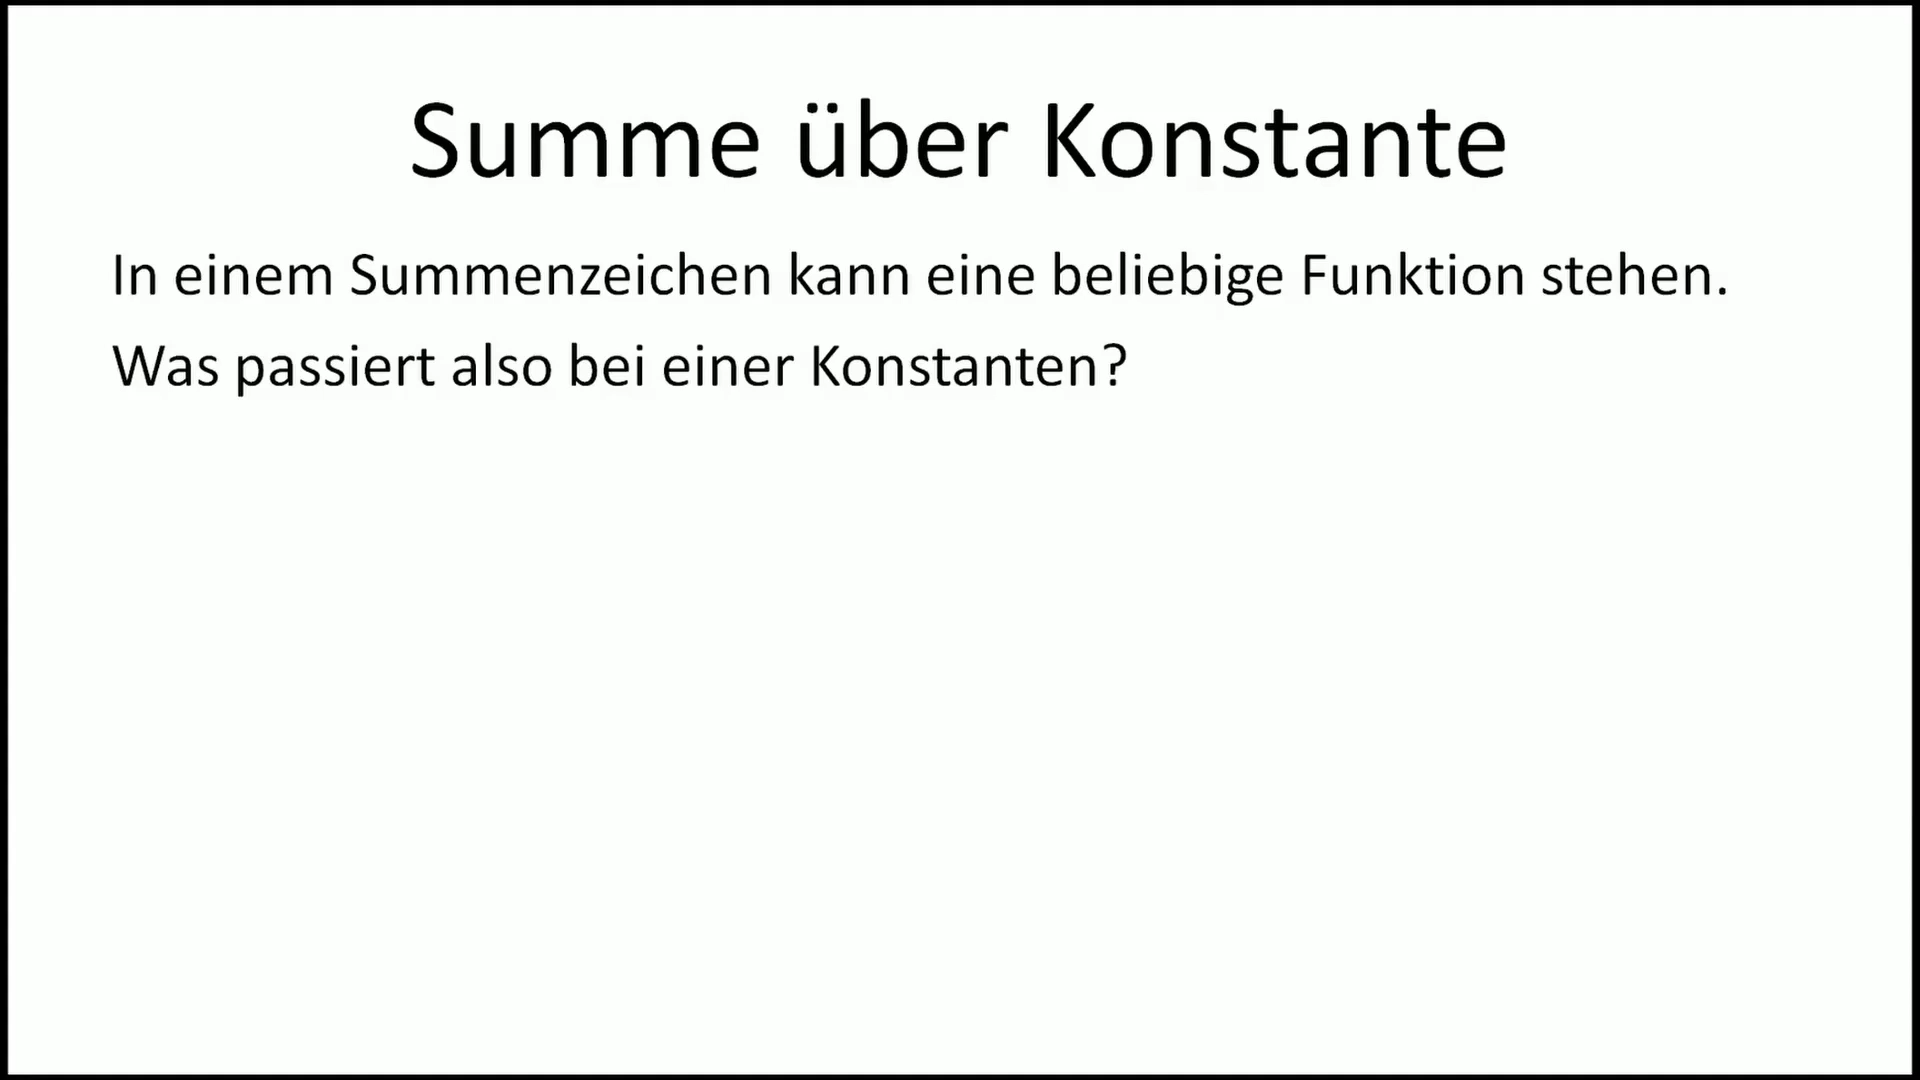 Summe über Konstante
In einem Summenzeichen kann eine beliebige Funktion stehen.
Was passiert also bei einer Konstanten?